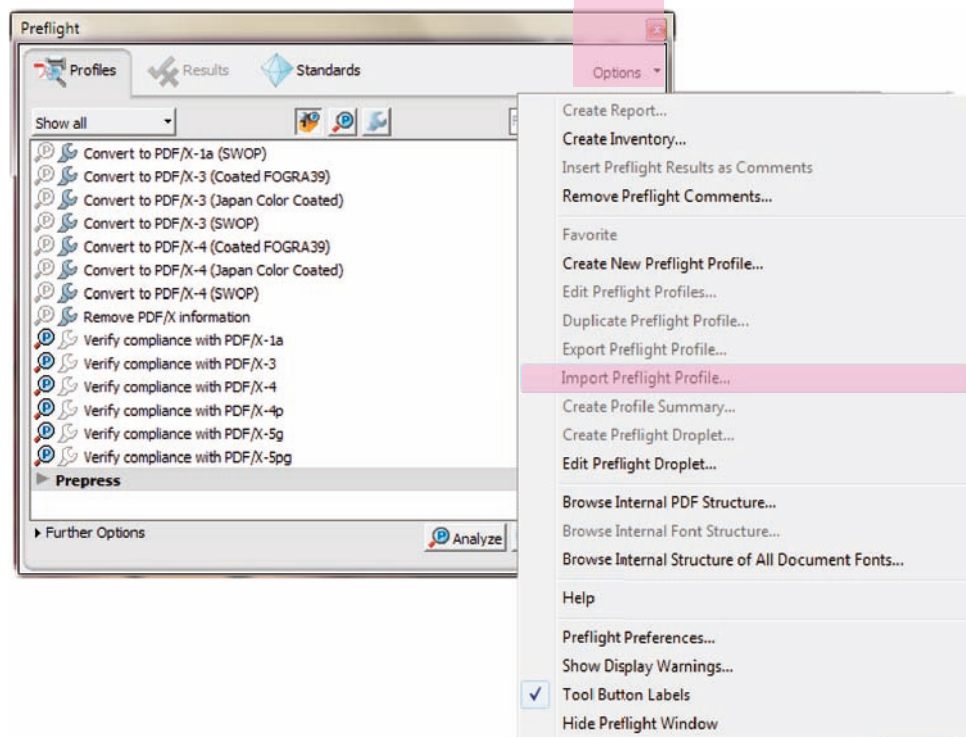 Preflight
Profiles
Results
Standards
Options
Show all
Convert to PDF/X-1a (SWOP)
Convert to PDF/X-3 (Coated FOGRA39)
Convert to PDF/X-3 (Japan Color Coated)
Convert to PDF/X-3 (SWOP)
Convert to PDF/X-4 (Coated FOGRA39)
Convert to PDF/X-4 (Japan Color Coated)
Convert to PDF/X-4 (SWOP)
Remove PDF/X information
Verify compliance with PDF/X-1a
Verify compliance with PDF/X-3
Verify compliance with PDF/X-4
Verify compliance with PDF/X-4p
Verify compliance with PDF/X-5g
Verify compliance with PDF/X-5pg
Prepress
Further Options
Analyze
Create Report...
Create Inventory...
Insert Preflight Results as Comments
Remove Preflight Comments...
Favorite
Create New Preflight Profile...
Edit Preflight Profiles...
Duplicate Preflight Profile...
Export Preflight Profile...
Import Preflight Profile...
Create Profile Summary...
Create Preflight Droplet...
Edit Preflight Droplet...
Browse Internal PDF Structure...
Browse Internal Font Structure...
Browse Internal Structure of All Document Fonts...
Help
Preflight Preferences...
Show Display Warnings...
Tool Button Labels
Hide Preflight Window